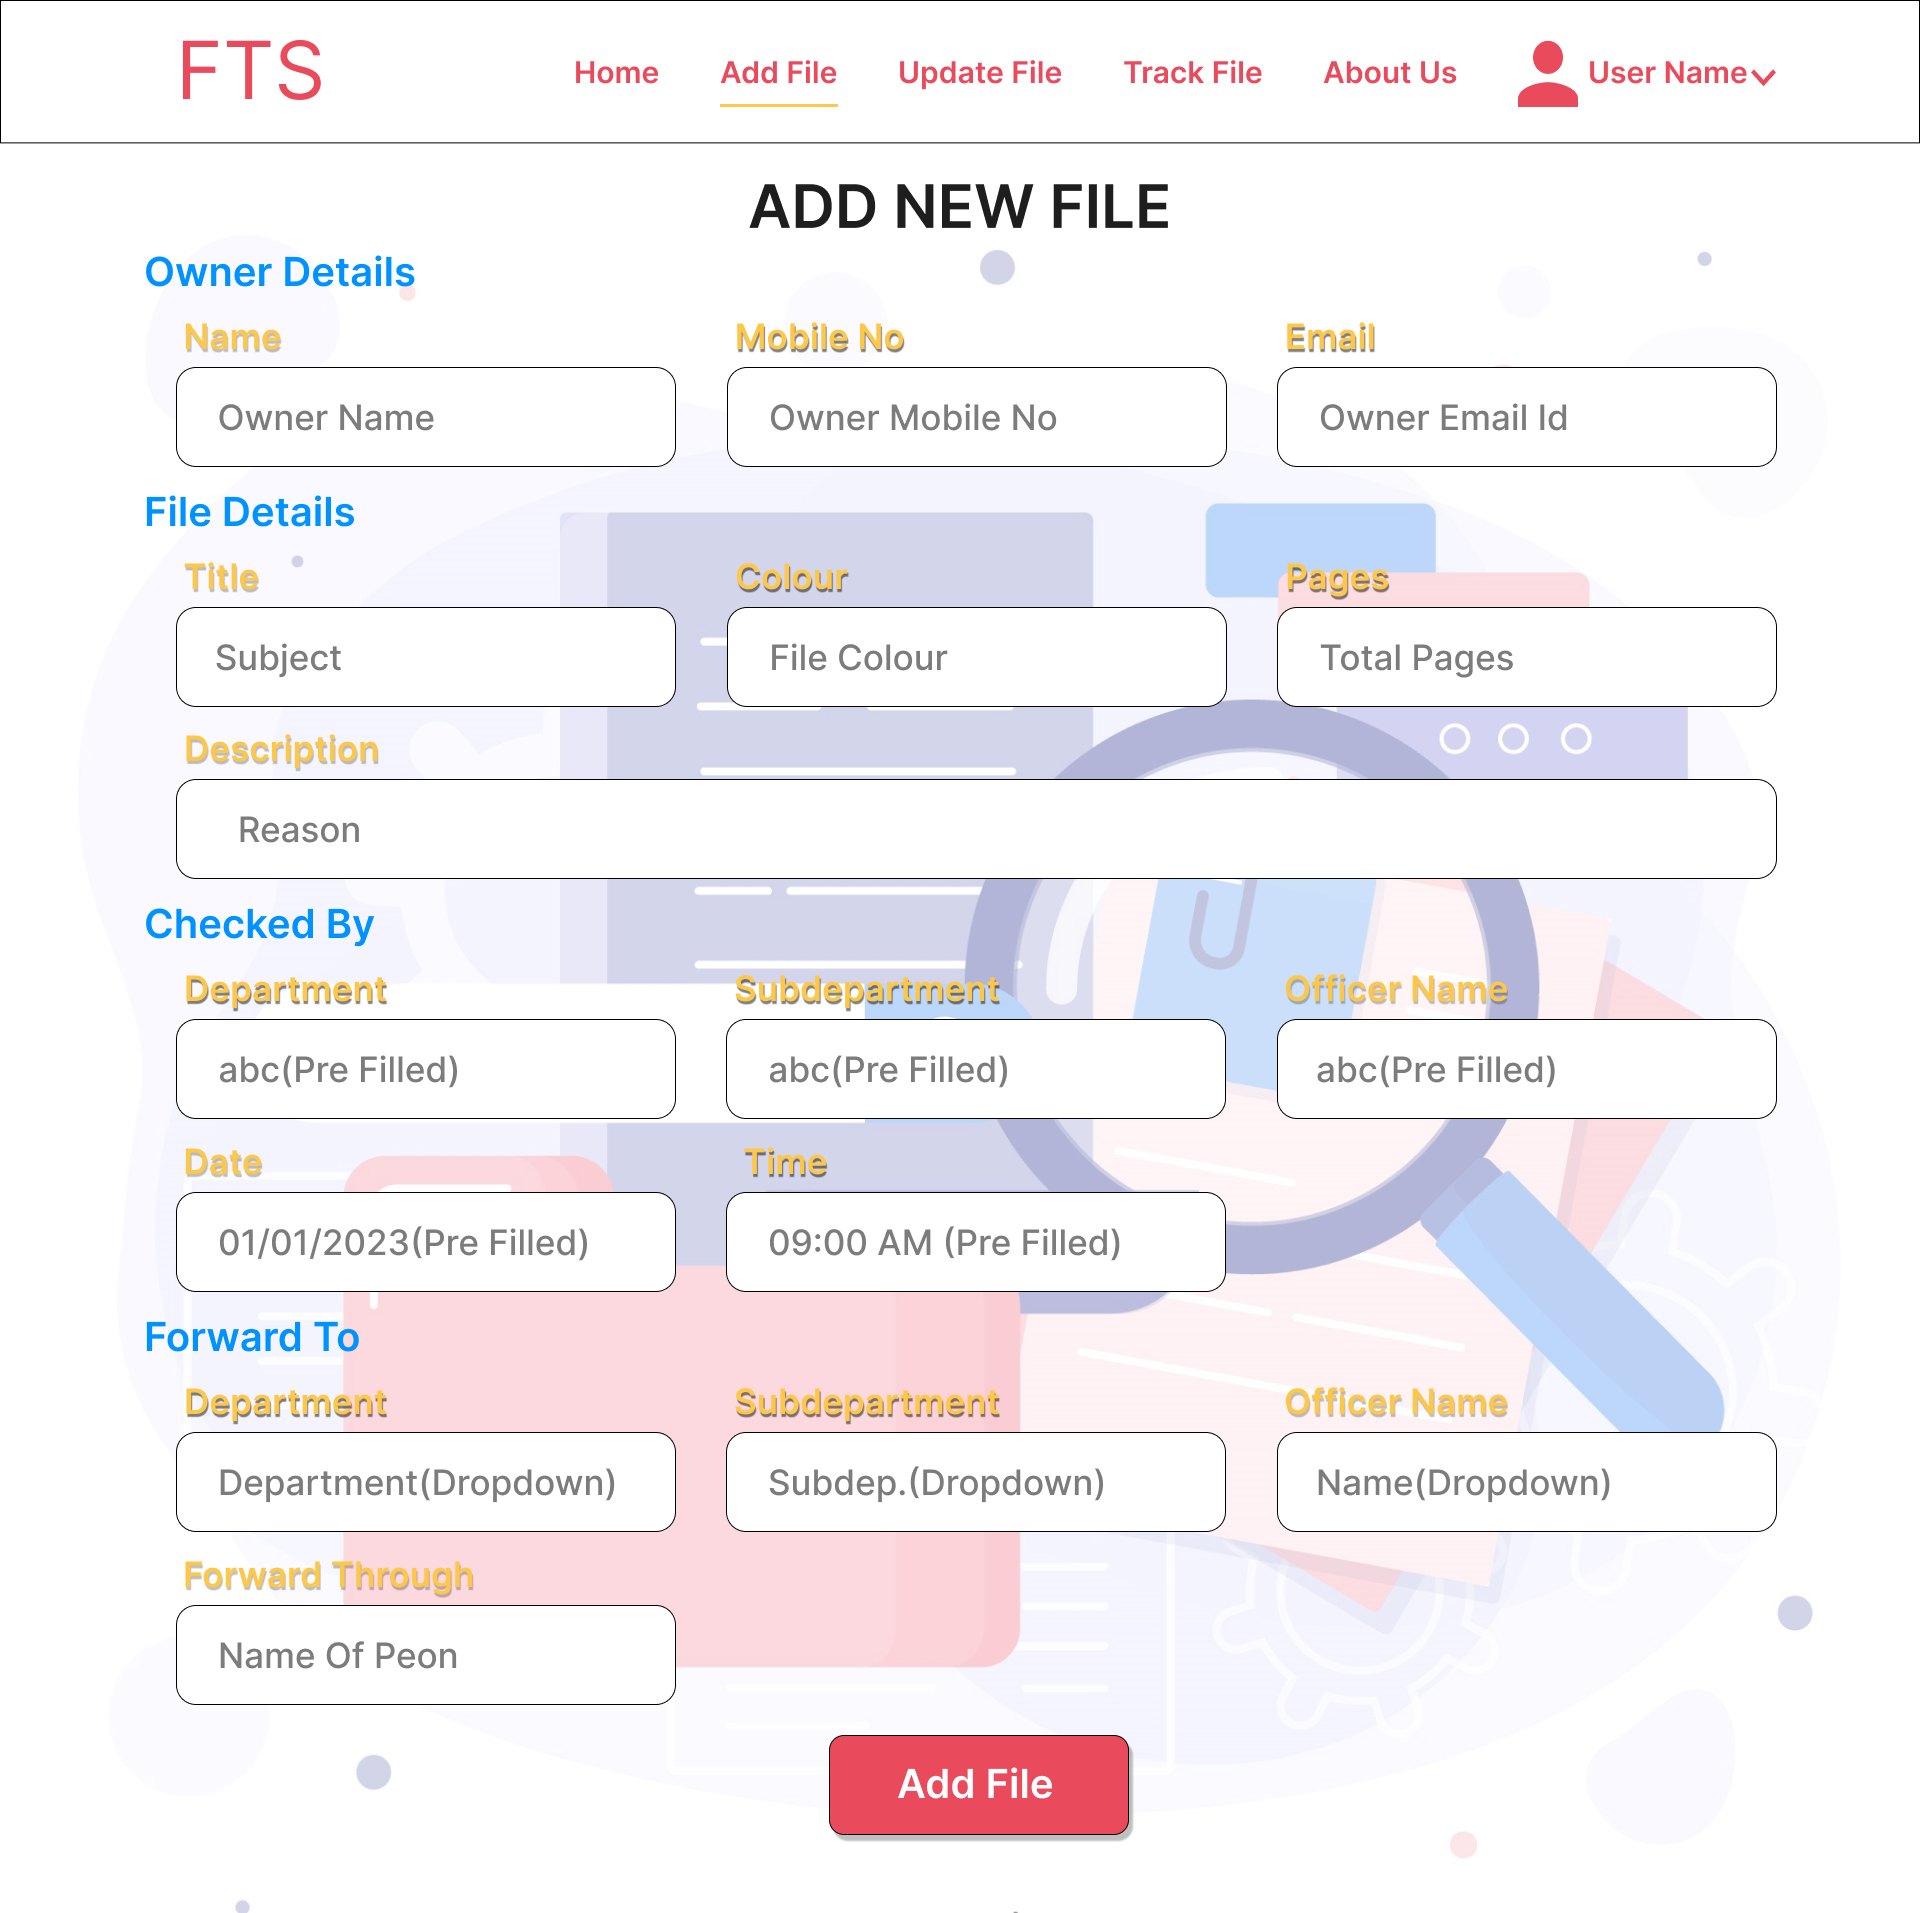 FTS Home Add File Update File Track File About Us User Name
ADD NEW FILE
Owner Details
Name Mobile No Email
Owner Name Owner Mobile No Owner Email Id
File Details
Title Colour Pages
Subject File Colour Total Pages
Description
Reason
Checked By
Department Subdepartment Officer Name
abc(Pre Filled) abc(Pre Filled) abc(Pre Filled)
Date Time
01/01/2023(Pre Filled) 09:00 AM (Pre Filled)
Forward To
Department Subdepartment Officer Name
Department(Dropdown) Subdep.(Dropdown) Name(Dropdown)
Forward Through
Name Of Peon
Add File